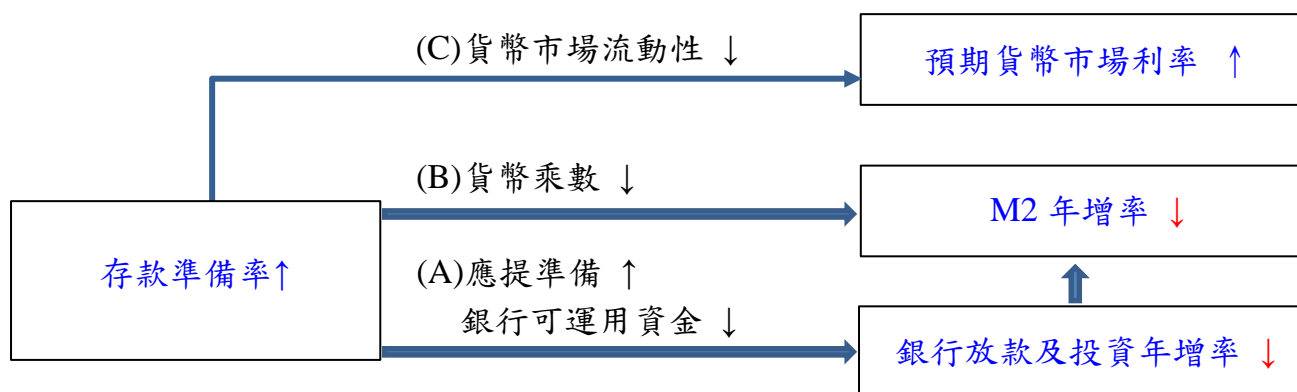 (C)貨幣市場流動性 ↓
預期貨幣市場利率 ↑
(B)貨幣乘數 ↓
M2 年增率 ↓
存款準備率↑
(A)應提準備 ↑
銀行可運用資金 ↓
銀行放款及投資年增率 ↓